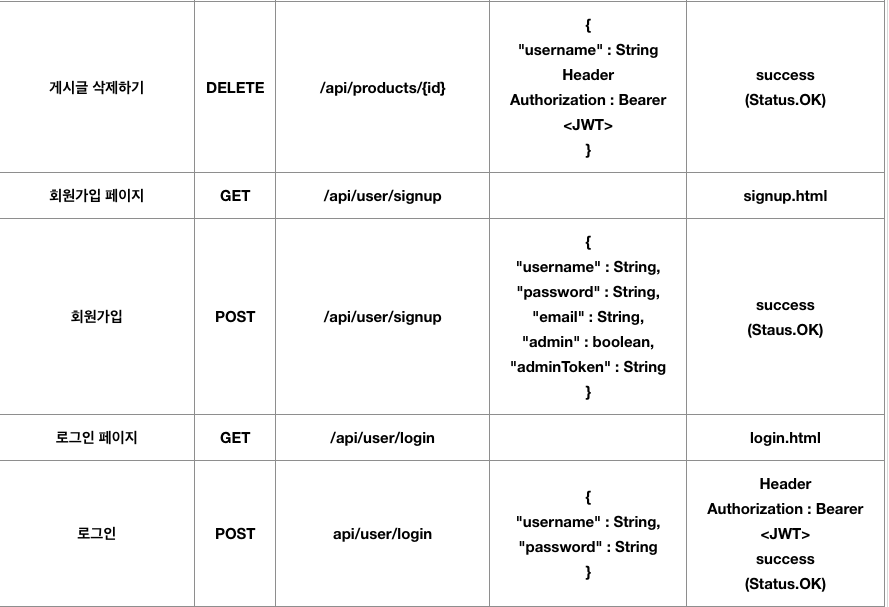 게시글 삭제하기
DELETE
/api/products/{id}
{
"username" : String
Header
Authorization : Bearer
<JWT>
}
success
(Status.OK)
회원가입 페이지
GET
/api/user/signup
signup.html
회원가입
POST
/api/user/signup
{
"username" : String,
"password" : String,
"email" : String,
"admin" : boolean,
"adminToken" : String
}
success
(Staus.OK)
로그인 페이지
GET
/api/user/login
login.html
로그인
POST
api/user/login
{
"username" : String,
"password" : String
}
Header
Authorization : Bearer
<JWT>
success
(Status.OK)